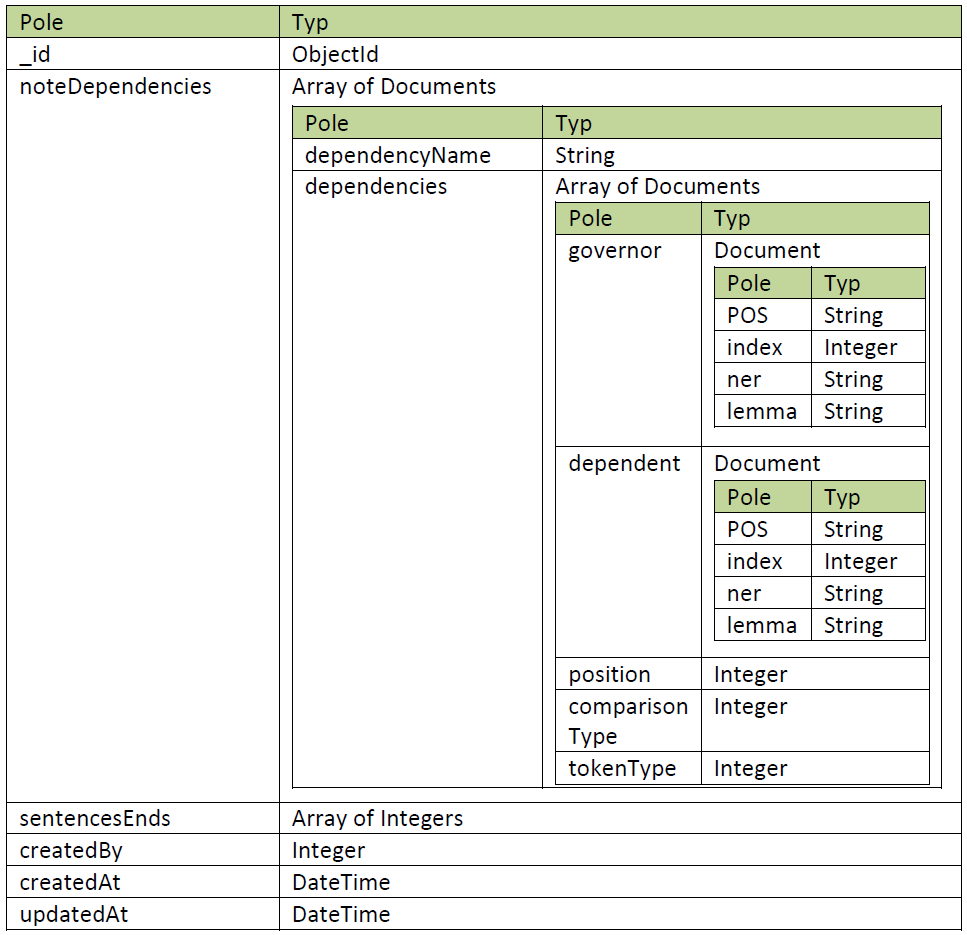 Pole Typ
_id ObjectId
noteDependencies Array of Documents
Pole Typ
dependencyName String
dependencies Array of Documents
Pole Typ
governor Document
Pole Typ
POS String
index Integer
ner String
lemma String
dependent Document
Pole Typ
POS String
index Integer
ner String
lemma String
position Integer
comparison Integer
Type
tokenType Integer
sentencesEnds Array of Integers
createdBy Integer
createdAt DateTime
updatedAt DateTime